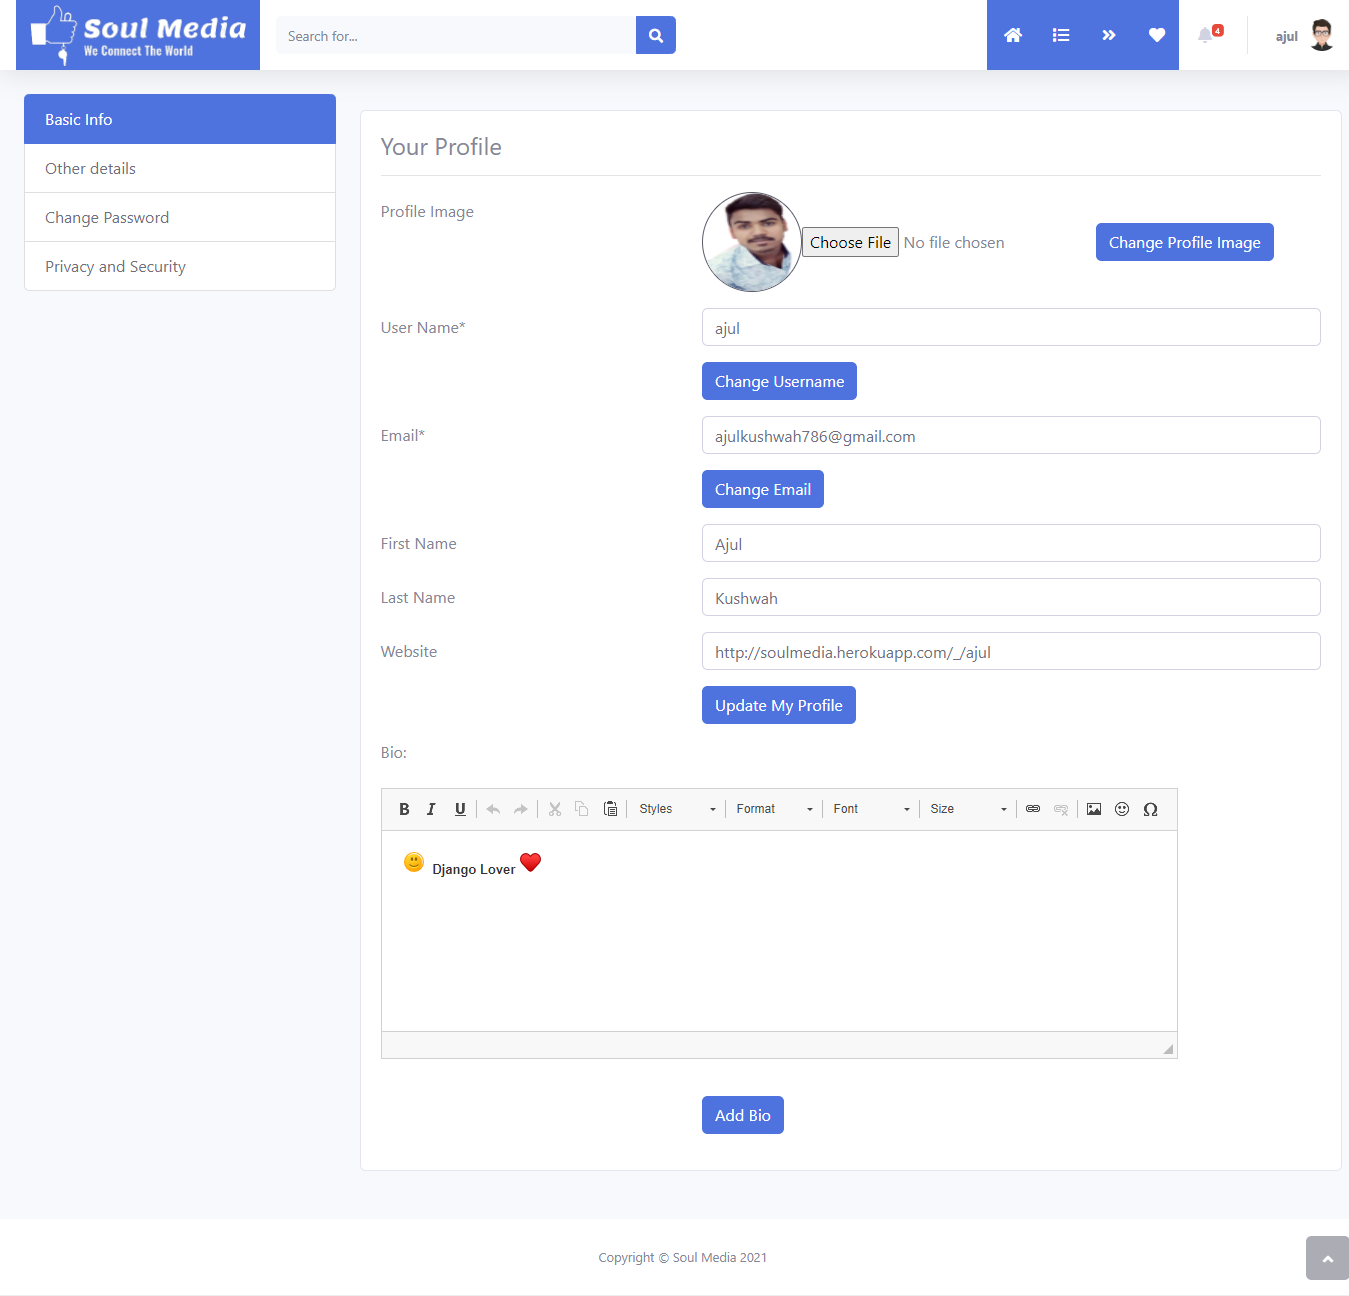 Soul Media
We Connect The World
Search for...
4
ajul
Basic Info
Other details
Change Password
Privacy and Security
Your Profile
Profile Image
Choose File No file chosen
Change Profile Image
User Name*
ajul
Change Username
Email*
ajulkushwah786@gmail.com
Change Email
First Name
Ajul
Last Name
Kushwah
Website
http://soulmedia.herokuapp.com/_/ajul
Update My Profile
Bio:
B I U Styles Format Font Size Ω
Django Lover
Add Bio
Copyright © Soul Media 2021